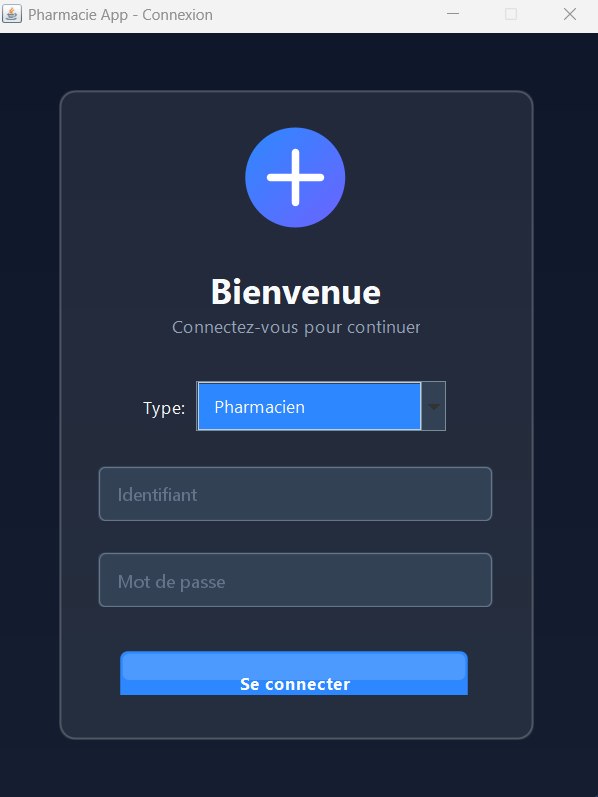 Pharmacie App - Connexion
Bienvenue
Connectez-vous pour continuer
Type: Pharmacien
Identifiant
Mot de passe
Se connecter